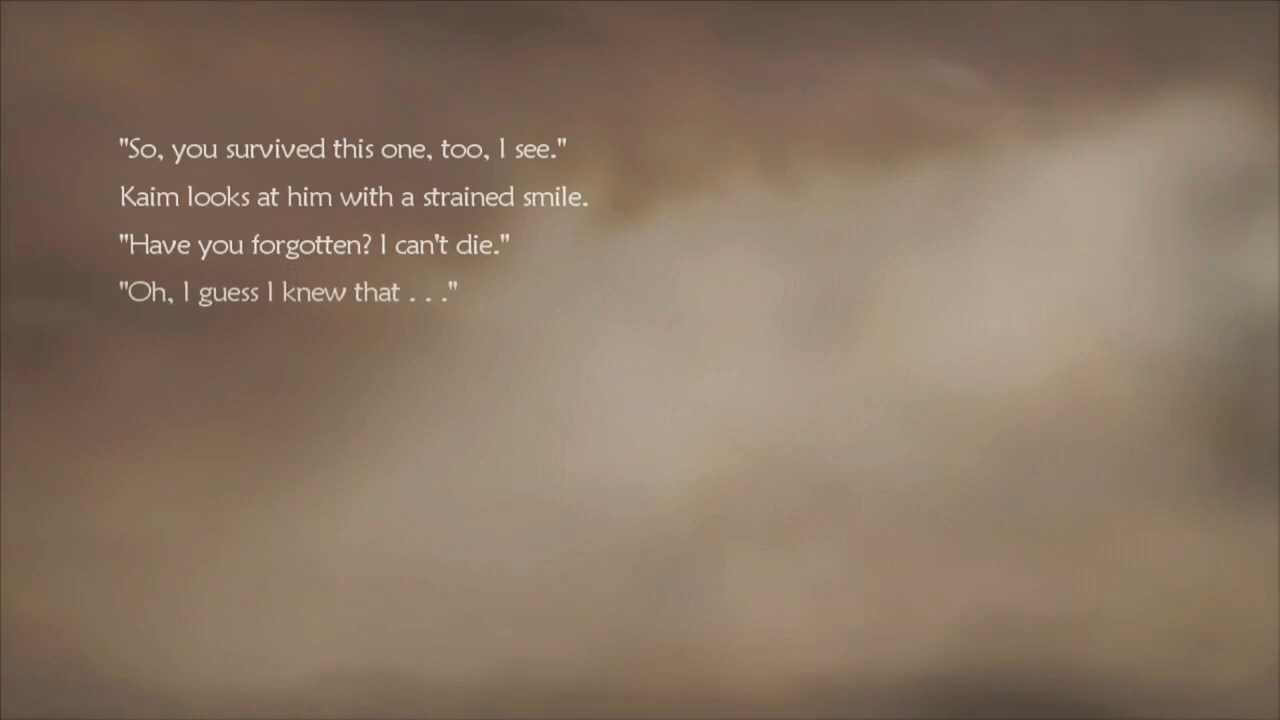 "So, you survived this one, too, I see."
Kaim looks at him with a strained smile.
"Have you forgotten? I can't die."
"Oh, I guess I knew that . . ."